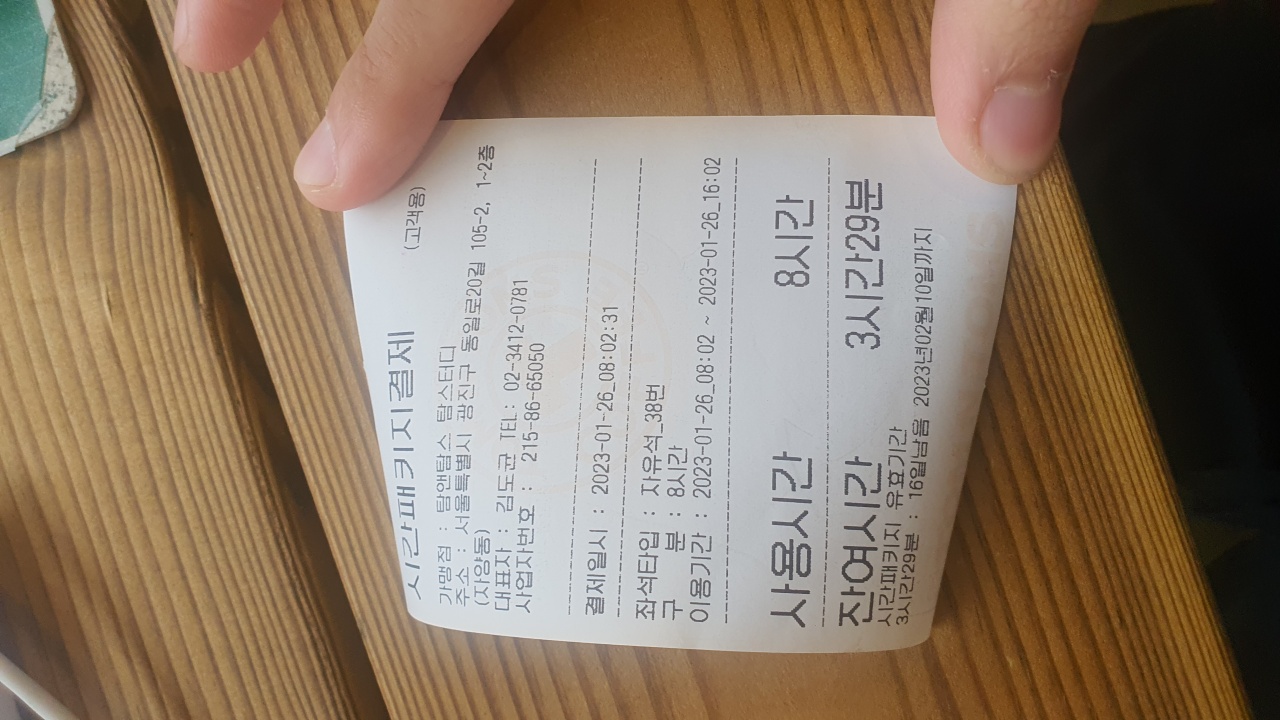 시간패키지결제
(고객용)
가맹점 : 탐앤탐스 탐스터디
주소 : 서울특별시 광진구 동일로20길 105-2, 1~2층
(자양동)
대표자 : 김도균 TEL: 02-3412-0781
사업자번호 : 215-86-65050
결제일시 : 2023-01-26_08:02:31
좌석타입 : 자유석_38번
구 분 : 8시간
이용기간 : 2023-01-26_08:02 ~ 2023-01-26_16:02
사용시간 8시간
잔여시간 3시간29분
시간패키지 유효기간
3시간29분 : 16일남음 2023년02월10일까지